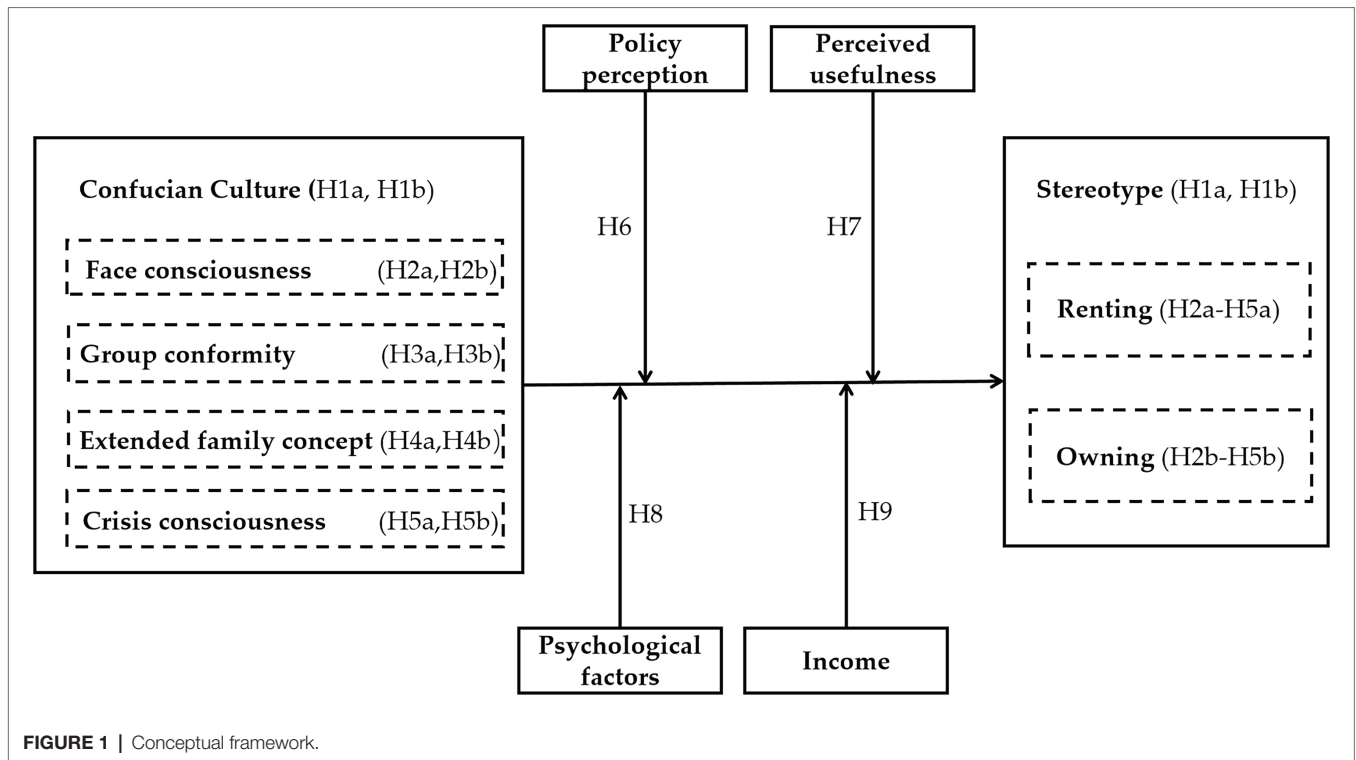 Policy
perception
Perceived
usefulness
Confucian Culture (H1a, H1b)
Face consciousness (H2a,H2b)
Group conformity (H3a,H3b)
Extended family concept (H4a,H4b)
Crisis consciousness (H5a,H5b)
H6
H7
H8
H9
Stereotype (H1a, H1b)
Renting (H2a-H5a)
Owning (H2b-H5b)
Psychological
factors
Income
FIGURE 1 | Conceptual framework.